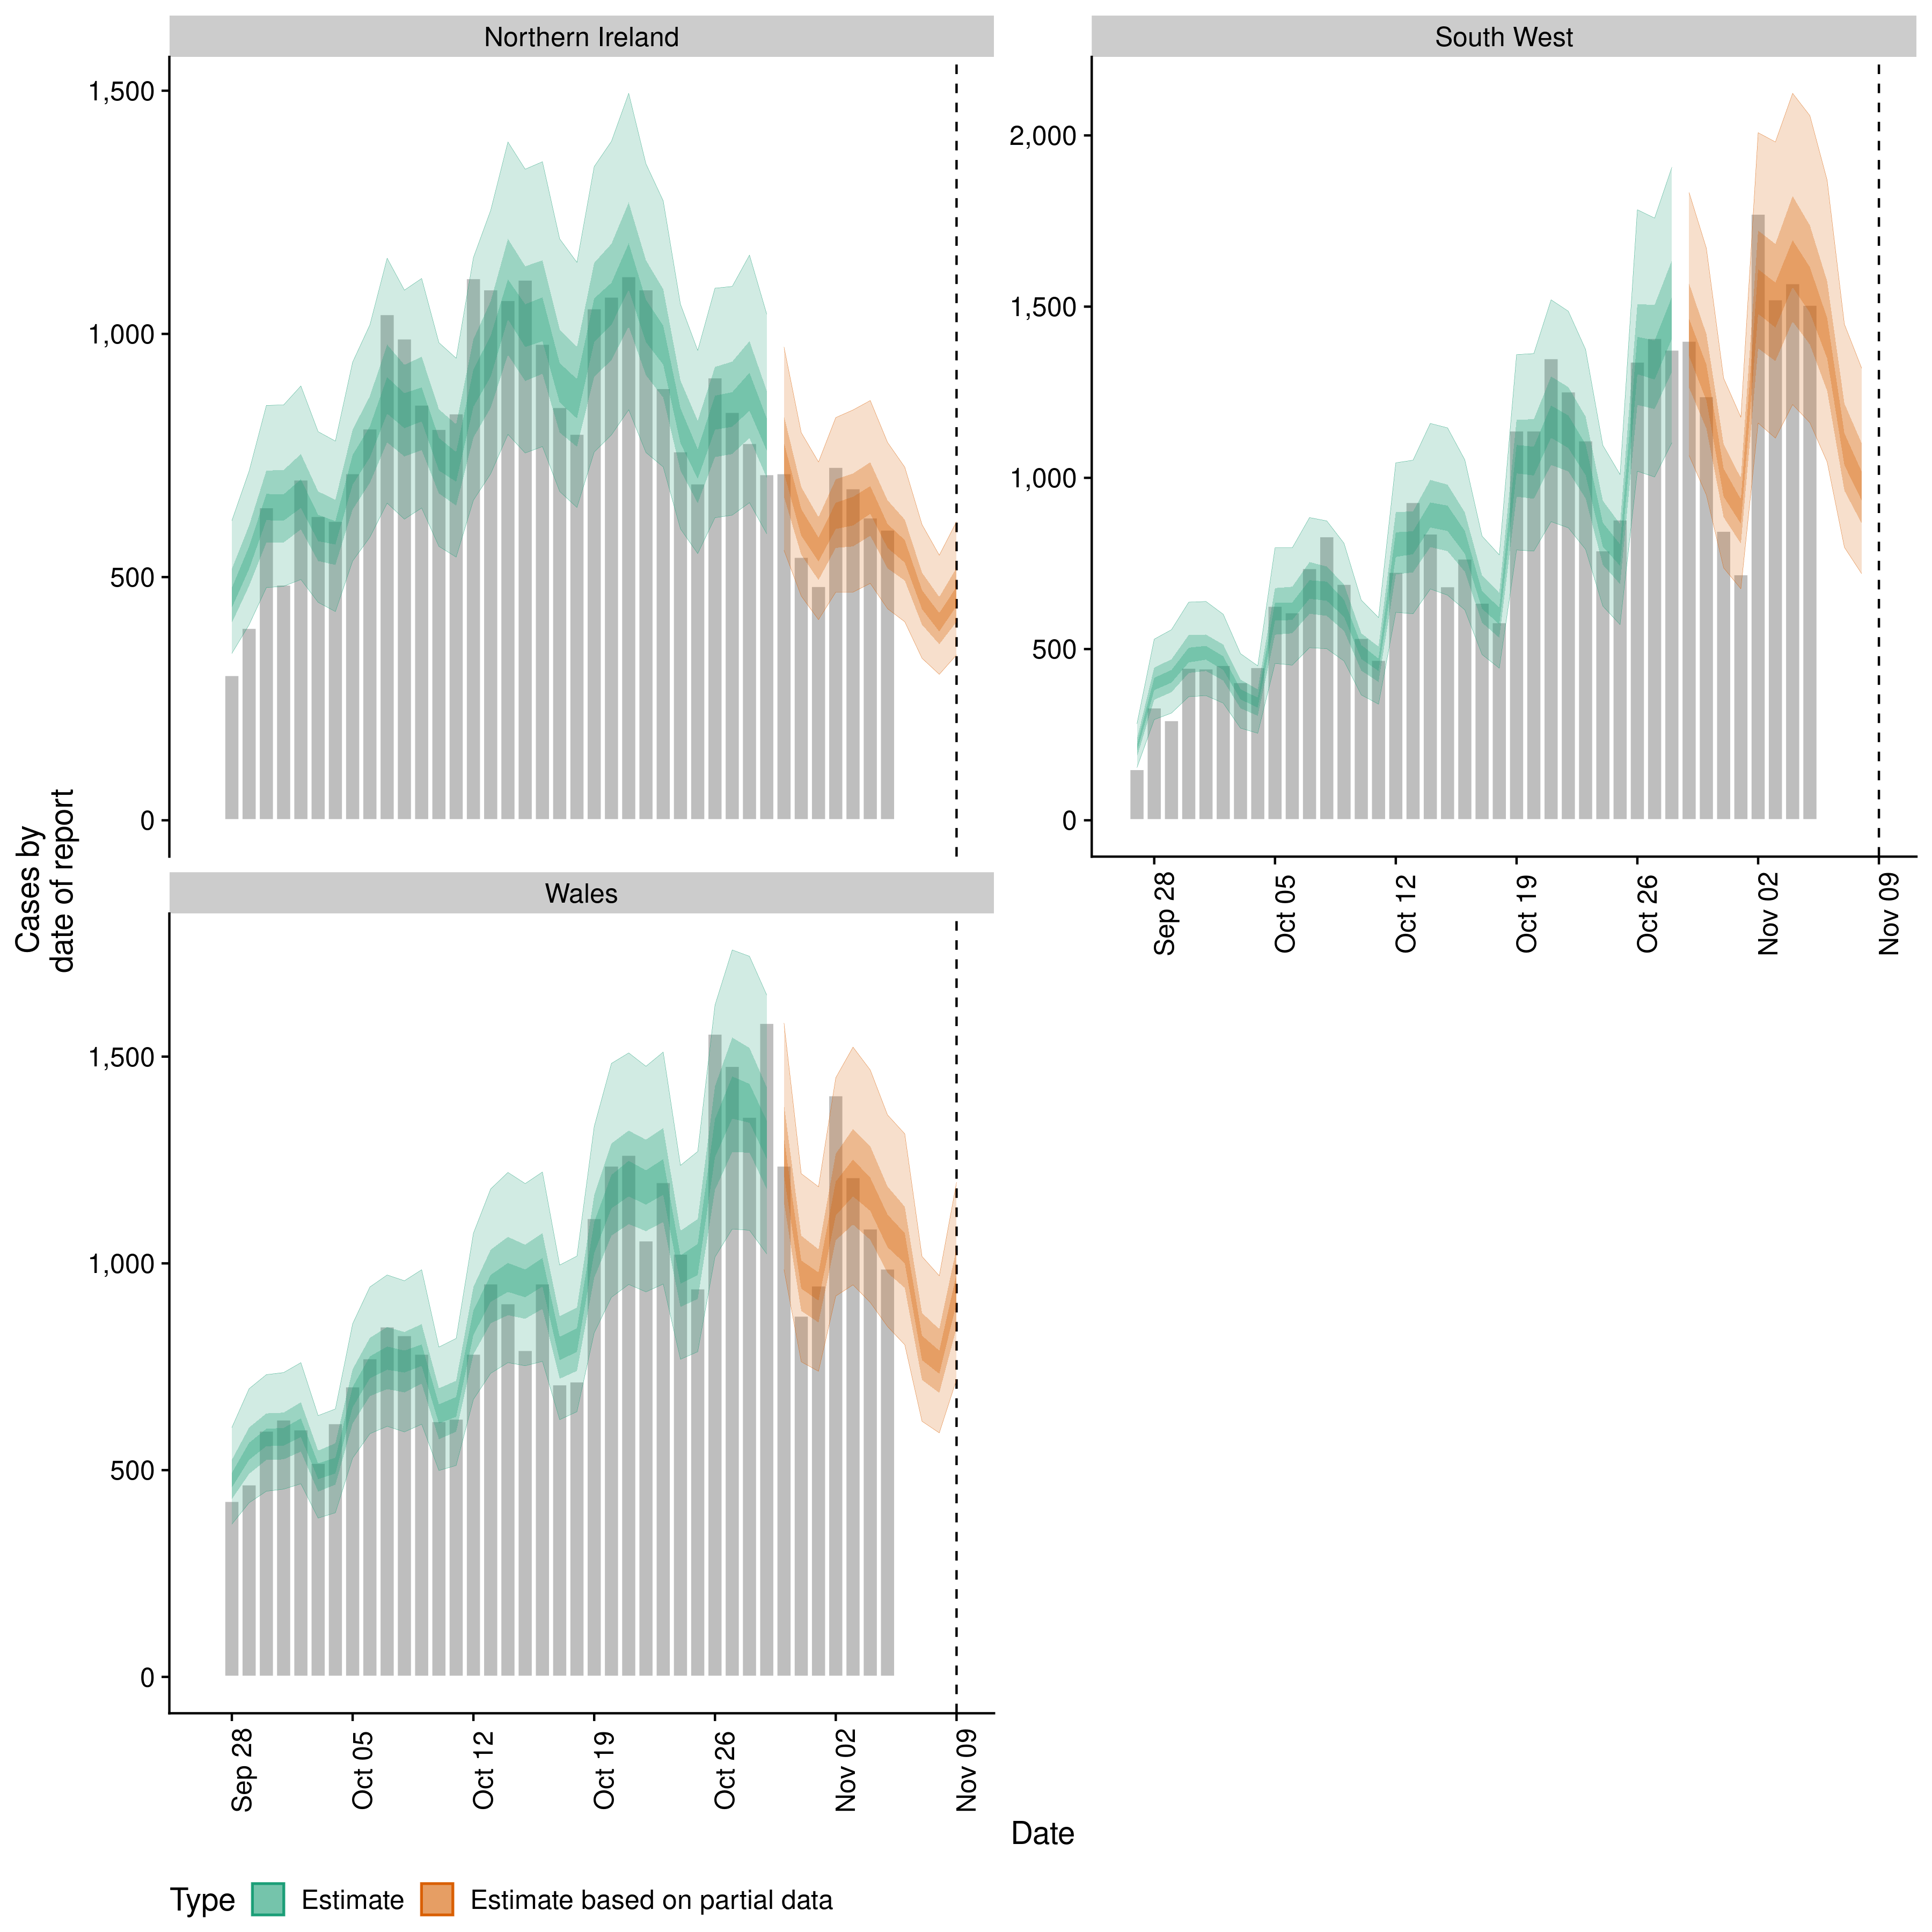 Northern Ireland
South West
1,500
1,000
500
0
2,000
1,500
1,000
500
0
Sep 28
Oct 05
Oct 12
Oct 19
Oct 26
Nov 02
Nov 09
Cases by
date of report
Wales
1,500
1,000
500
0
Sep 28
Oct 05
Oct 12
Oct 19
Oct 26
Nov 02
Nov 09
Date
Type Estimate Estimate based on partial data